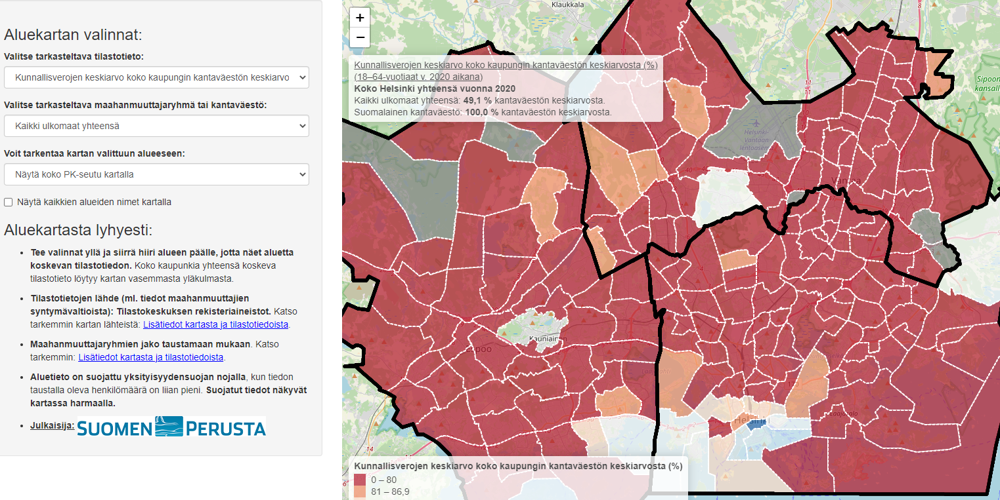 Aluekartan valinnat:
Valitse tarkasteltava tilastotieto:
Kunnallisverojen keskiarvo koko kaupungin kantaväestön keskiarvo
Valitse tarkasteltava maahanmuuttajaryhmä tai kantaväestö:
Kaikki ulkomaat yhteensä
Voit tarkentaa kartan valittuun alueeseen:
Näytä koko PK-seutu kartalla
Näytä kaikkien alueiden nimet kartalla
Aluekartasta lyhyesti:
• Tee valinnat yllä ja siirrä hiiri alueen päälle, jotta näet aluetta
koskevan tilastotiedon. Koko kaupunkia yhteensä koskeva
tilastotieto löytyy kartan vasemmasta yläkulmasta.
• Tilastotietojen lähde (ml. tiedot maahanmuuttajien
syntymävaltioista): Tilastokeskuksen rekisteriaineistot. Katso
tarkemmin kartan lähteistä: Lisätiedot kartasta ja tilastotiedoista.
• Maahanmuuttajaryhmien jako taustamaan mukaan. Katso
tarkemmin: Lisätiedot kartasta ja tilastotiedoista.
• Aluetieto on suojattu yksityisyydensuojan nojalla, kun tiedon
taustalla oleva henkilömäärä on liian pieni. Suojatut tiedot näkyvät
kartassa harmaalla.
• Julkaisija: SUOMEN PERUSTA
+
−
Klaukkala
Kunnallisverojen keskiarvo koko kaupungin kantaväestön keskiarvosta (%)
(18–64-vuotiaat v. 2020 aikana)
Koko Helsinki yhteensä vuonna 2020
Kaikki ulkomaat yhteensä: 49,1 % kantaväestön keskiarvosta.
Suomalainen kantaväestö: 100,0 % kantaväestön keskiarvosta.
Sipoon
kansall
Helsinki-
Vantaan
lentoasem
Vantaa
Kauniainen
Espoo
Laajasalo
Helsinki
170
11
14
Kunnallisverojen keskiarvo koko kaupungin kantaväestön keskiarvosta (%)
0 – 80
81 – 86,9